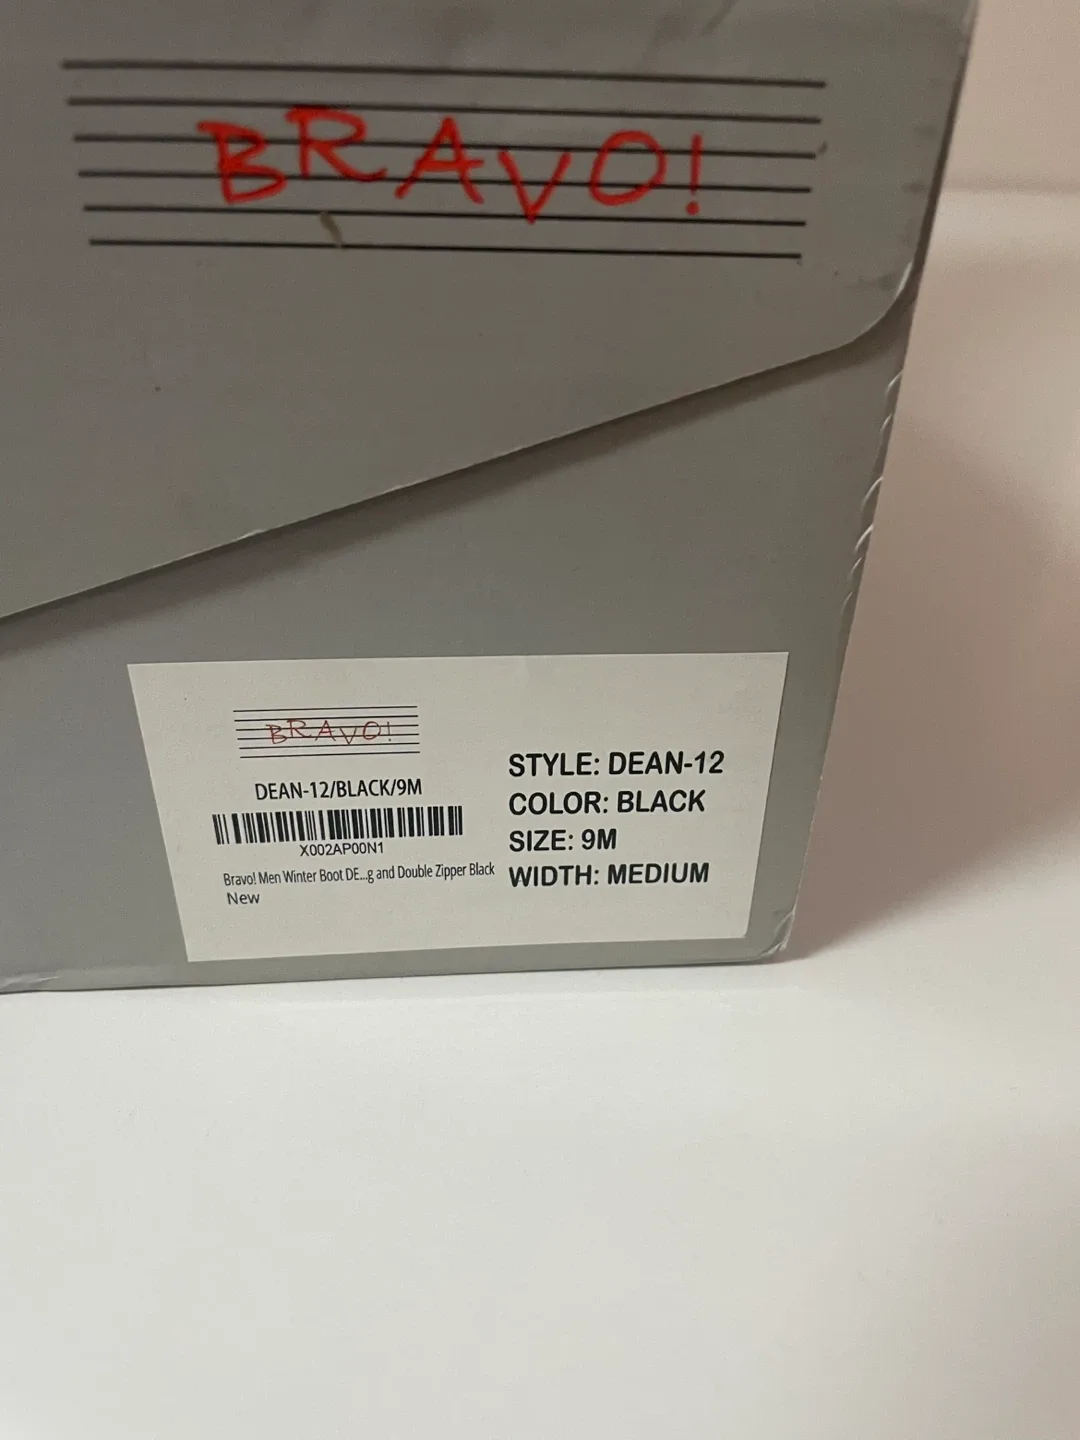 BRAVO!
BRAVO!
DEAN-12/BLACK/9M
X002AP00N1
Bravo! Men Winter Boot DE...g and Double Zipper Black
New
STYLE: DEAN-12
COLOR: BLACK
SIZE: 9M
WIDTH: MEDIUM